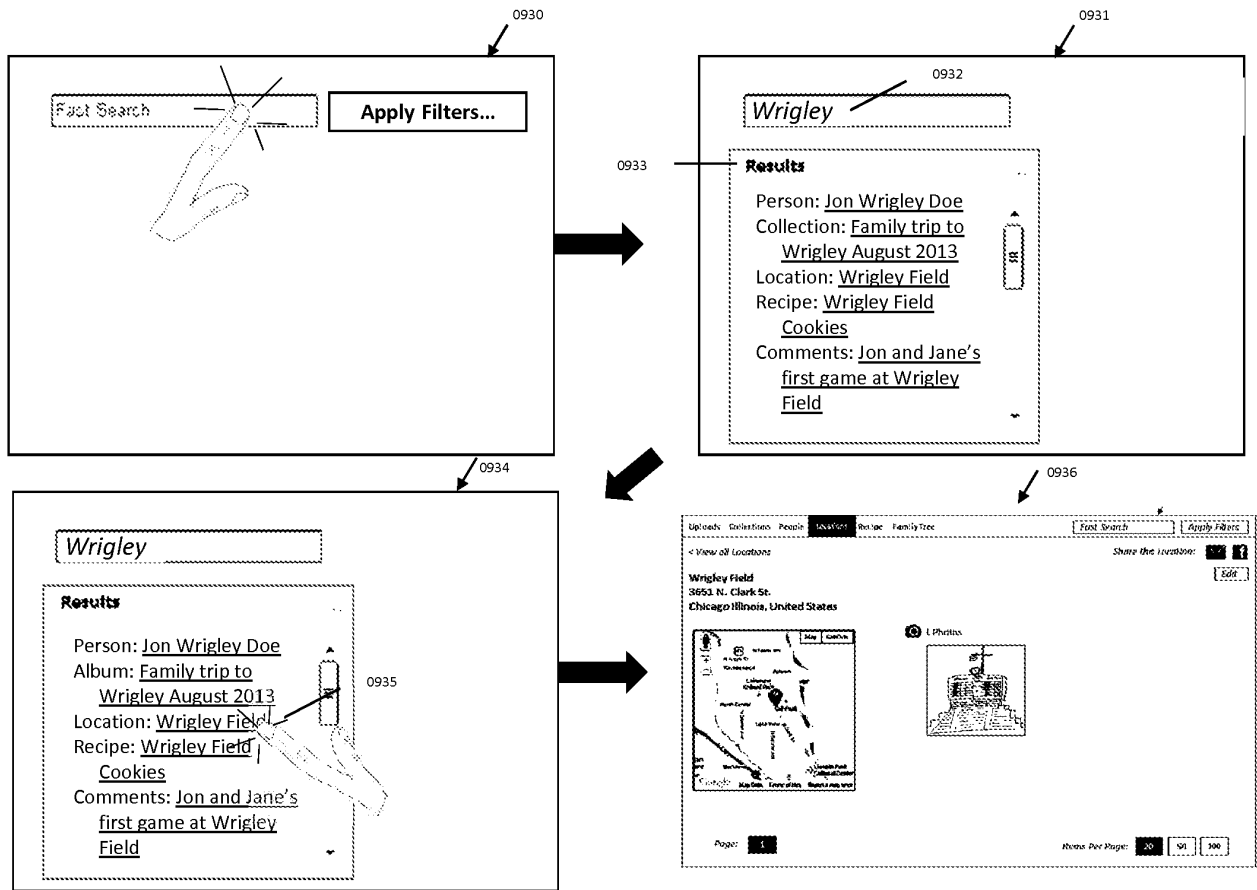 0930
Fast Search
Apply Filters...
0931
0932
Wrigley
0933
Results
Person: Jon Wrigley Doe
Collection: Family trip to
Wrigley August 2013
Location: Wrigley Field
Recipe: Wrigley Field
Cookies
Comments: Jon and Jane's
first game at Wrigley
Field
0934
Wrigley
Results
Person: Jon Wrigley Doe
Album: Family trip to
Wrigley August 2013
0935
Location: Wrigley Field
Recipe: Wrigley Field
Cookies
Comments: Jon and Jane's
first game at Wrigley
Field
0936
Uploads Collections People Locations Recipe Family Tree
Fast Search
Apply Filters
< View all Locations
Share the Location:
Edit
Wrigley Field
3651 N. Clark St.
Chicago Illinois, United States
Map
1 Photos
Google
Page: 1
Items Per Page: 20 50 100